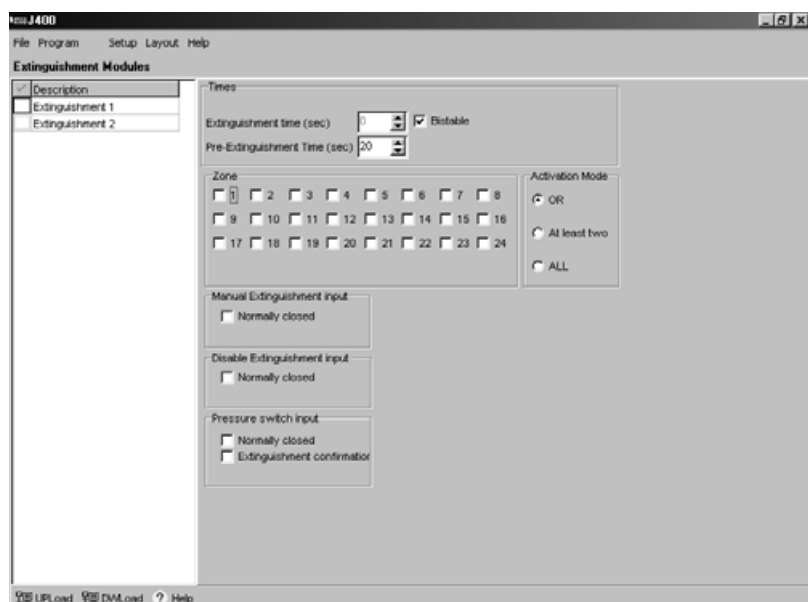 J400
File Program Setup Layout Help
Extinguishment Modules
Description
Extinguishment 1
Extinguishment 2
Times
Extinguishment time (sec) 0 Bistable
Pre-Extinguishment Time (sec) 20
Zone
1 2 3 4 5 6 7 8
9 10 11 12 13 14 15 16
17 18 19 20 21 22 23 24
Activation Mode
OR
At least two
ALL
Manual Extinguishment input
Normally closed
Disable Extinguishment input
Normally closed
Pressure switch input
Normally closed
Extinguishment confirmation
UPLoad DWLoad ? Help